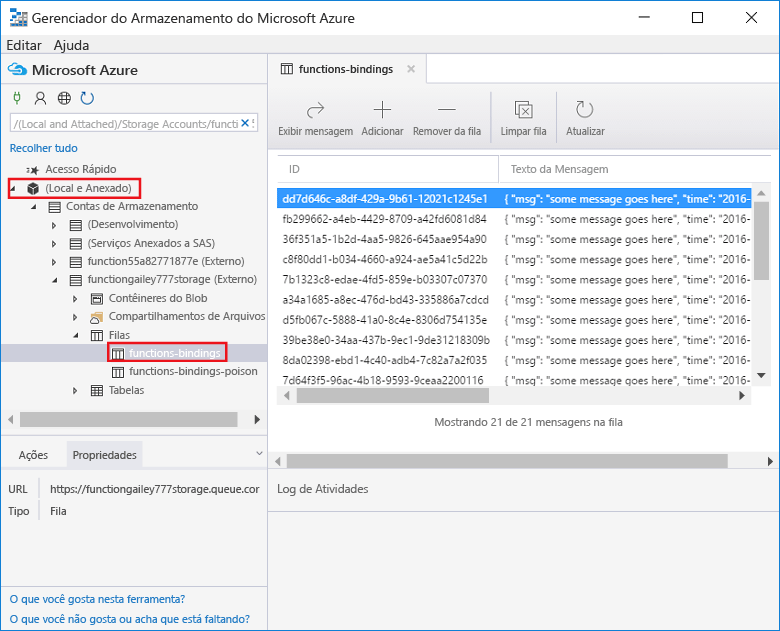 Gerenciador do Armazenamento do Microsoft Azure
Editar Ajuda
Microsoft Azure
/(Local and Attached)/Storage Accounts/functi
Recolher tudo
Acesso Rápido
(Local e Anexado)
Contas de Armazenamento
(Desenvolvimento)
(Serviços Anexados a SAS)
function55a82771877e (Externo)
functiongailey777storage (Externo)
Contêineres do Blob
Compartilhamentos de Arquivos
Filas
functions-bindings
functions-bindings-poison
Tabelas
Ações Propriedades
URL https://functiongailey777storage.queue.cor
Tipo Fila
O que você gosta nesta ferramenta?
O que você não gosta ou acha que está faltando?
functions-bindings
Exibir mensagem Adicionar Remover da fila Limpar fila Atualizar
ID Texto da Mensagem
dd7d646c-a8df-429a-9b61-12021c1245e1 { "msg": "some message goes here", "time": "2016-
fb299662-a4eb-4429-8709-a42fd6081d84 { "msg": "some message goes here", "time": "2016-
36f351a5-1b2d-4aa5-9826-645aae954a90 { "msg": "some message goes here", "time": "2016-
c8f80dd1-b034-4660-a924-ae5a41c5d22b { "msg": "some message goes here", "time": "2016-
7b1323c8-edae-4fd5-859e-b03307c07370 { "msg": "some message goes here", "time": "2016-
a34a1685-a8ec-476d-bd43-335886a7cdcd { "msg": "some message goes here", "time": "2016-
d5fb067c-5888-41a0-8c4e-8306d754135e { "msg": "some message goes here", "time": "2016-
39be38e0-34aa-437b-9ec1-9de31218309b { "msg": "some message goes here", "time": "2016-
8da02398-ebd1-4c40-adb4-7c82a7a2f035 { "msg": "some message goes here", "time": "2016-
7d64f3f5-96ac-4b18-9593-9ceaa2200116 { "msg": "some message goes here", "time": "2016-
Mostrando 21 de 21 mensagens na fila
Log de Atividades